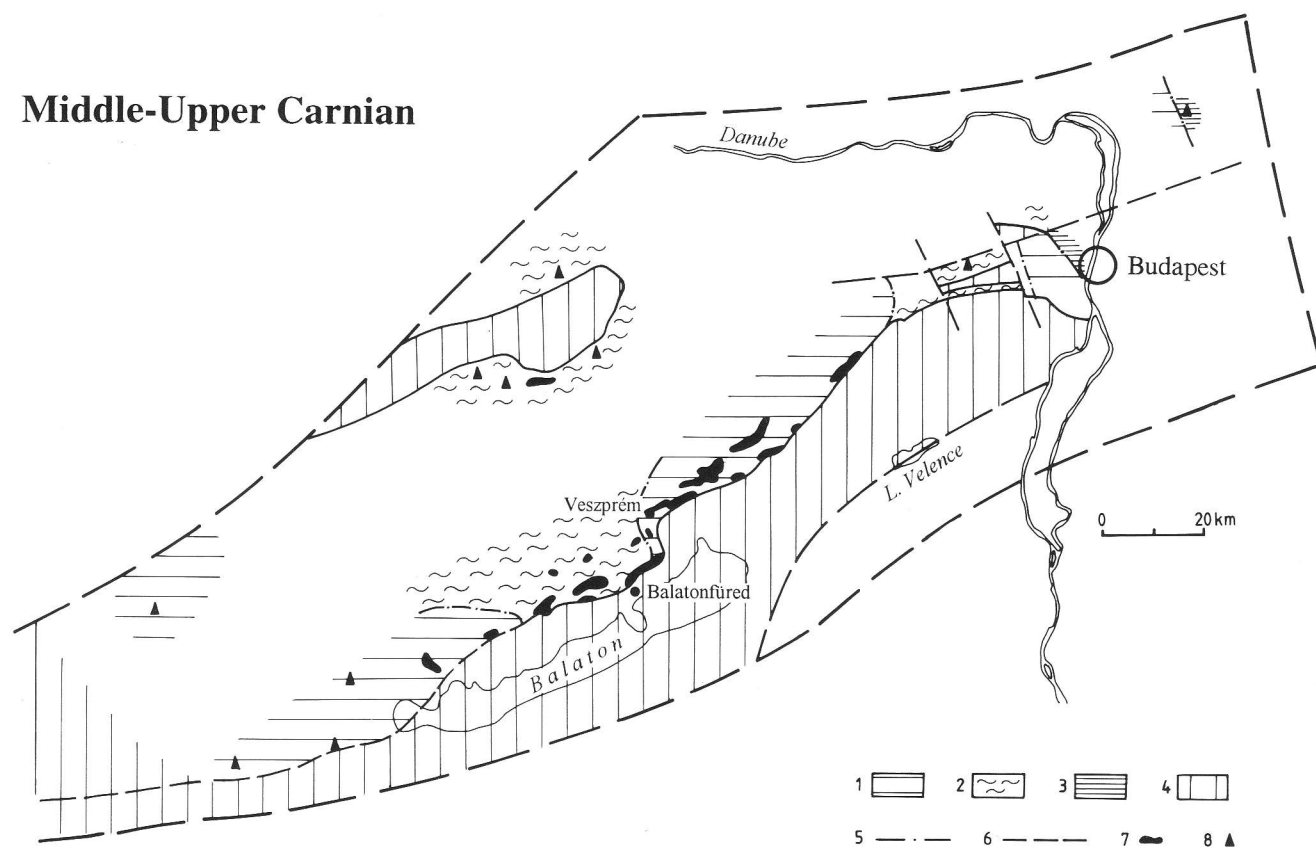 Middle-Upper Carnian
Danube
Budapest
L. Velence
Veszprém
0 20 km
Balatonfüred
Balaton
1 2 3 4
5 6 7 8